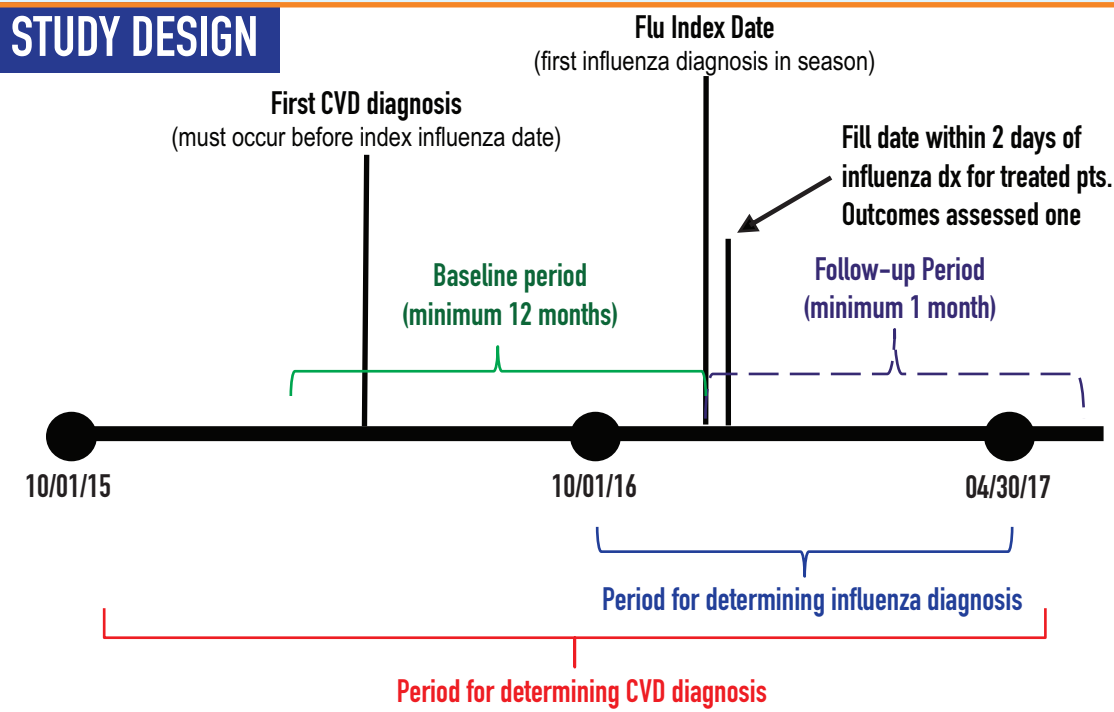 STUDY DESIGN
Flu Index Date
(first influenza diagnosis in season)
First CVD diagnosis
(must occur before index influenza date)
Fill date within 2 days of
influenza dx for treated pts.
Outcomes assessed one
Baseline period
(minimum 12 months)
Follow-up Period
(minimum 1 month)
10/01/15
10/01/16
04/30/17
Period for determining influenza diagnosis
Period for determining CVD diagnosis